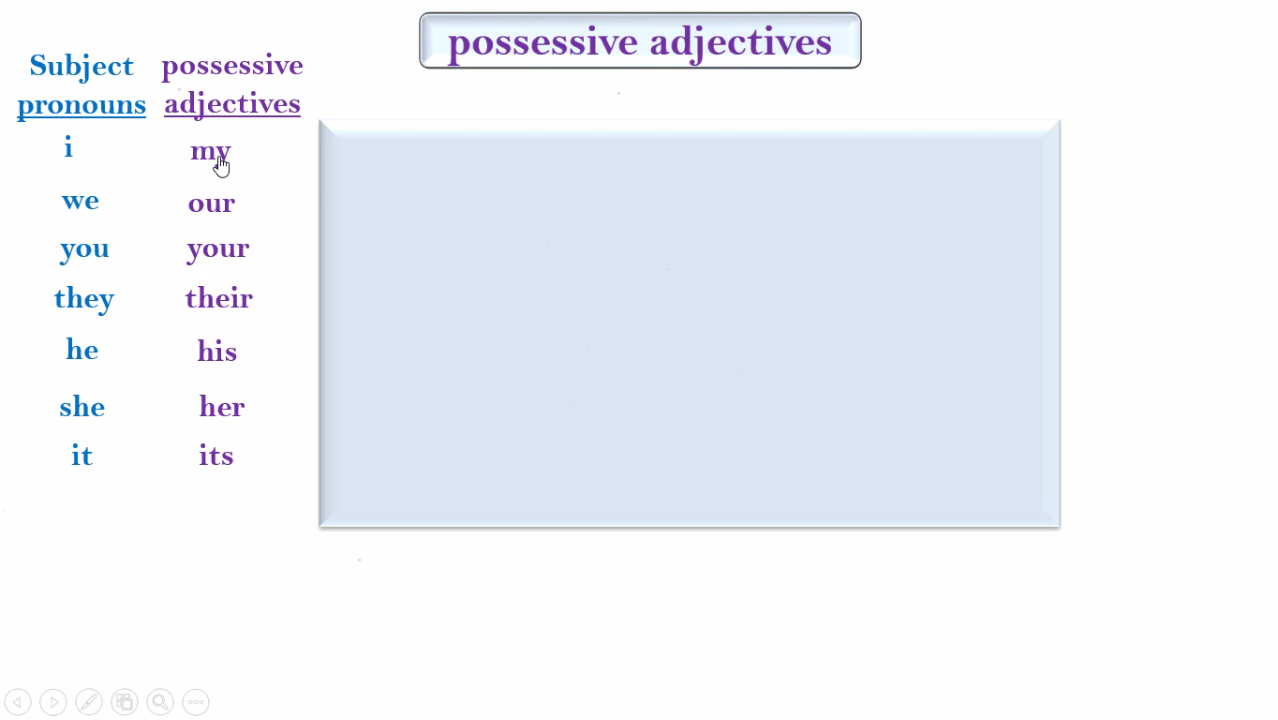 possessive adjectives
Subject possessive
pronouns adjectives
i my
we our
you your
they their
he his
she her
it its